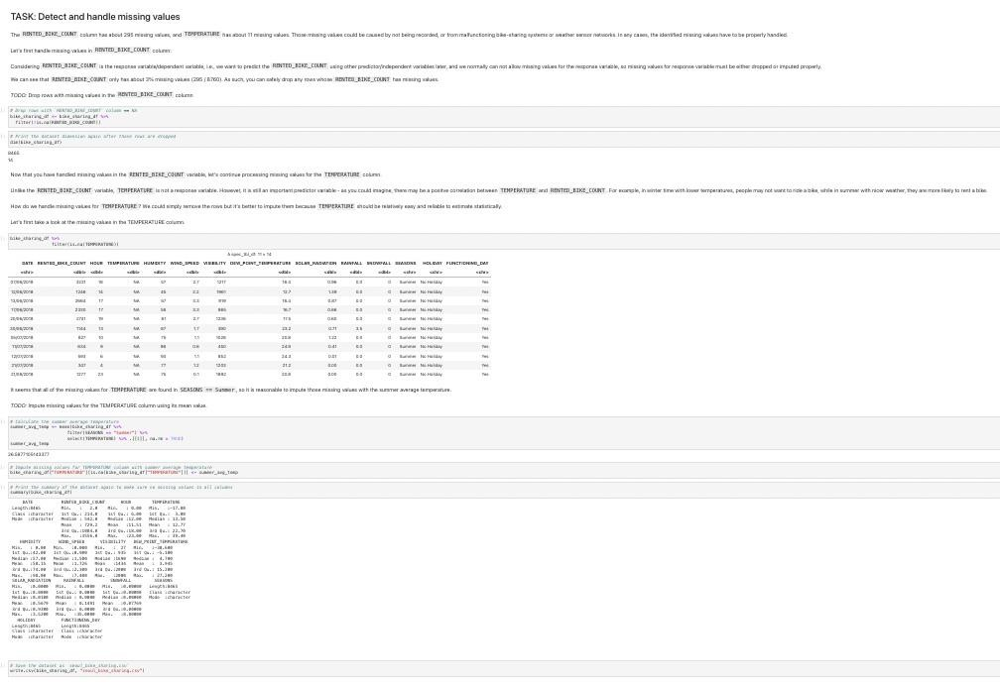 TASK: Detect and handle missing values
The RENTED_BIKE_COUNT column has about 295 missing values, and TEMPERATURE has about 11 missing values. Those missing values could be caused by not being recorded, or from malfunctioning bike-sharing systems or weather sensor networks. In any cases, the identified missing values have to be properly handled.
Let's first handle missing values in RENTED_BIKE_COUNT column:
Considering RENTED_BIKE_COUNT is the response variable/dependent variable, i.e., we want to predict the RENTED_BIKE_COUNT using other predictor/independent variables later, and we normally can not allow missing values for the response variable, so missing values for response variable must be either dropped or imputed properly.
We can see that RENTED_BIKE_COUNT only has about 3% missing values (295 / 8760). As such, you can safely drop any rows whose RENTED_BIKE_COUNT has missing values.
TODO: Drop rows with missing values in the RENTED_BIKE_COUNT column
# Drop rows with `RENTED_BIKE_COUNT` column == NA
bike_sharing_df <- bike_sharing_df %>%
filter(!is.na(RENTED_BIKE_COUNT))
# Print the dataset dimension again after those rows are dropped
dim(bike_sharing_df)
8465
14
Now that you have handled missing values in the RENTED_BIKE_COUNT variable, let's continue processing missing values for the TEMPERATURE column.
Unlike the RENTED_BIKE_COUNT variable, TEMPERATURE is not a response variable. However, it is still an important predictor variable - as you could imagine, there may be a positive correlation between TEMPERATURE and RENTED_BIKE_COUNT. For example, in winter time with lower temperatures, people may not want to ride a bike, while in summer with nicer weather, they are more likely to rent a bike.
How do we handle missing values for TEMPERATURE? We could simply remove the rows but it's better to impute them because TEMPERATURE should be relatively easy and reliable to estimate statistically.
Let's first take a look at the missing values in the TEMPERATURE column.
bike_sharing_df %>%
filter(is.na(TEMPERATURE))
A spec_tbl_df: 11 × 14
DATE RENTED_BIKE_COUNT HOUR TEMPERATURE HUMIDITY WIND_SPEED VISIBILITY DEW_POINT_TEMPERATURE SOLAR_RADIATION RAINFALL SNOWFALL SEASONS HOLIDAY FUNCTIONING_DAY
<chr> <dbl> <dbl> <dbl> <dbl> <dbl> <dbl> <dbl> <dbl> <dbl> <dbl> <chr> <chr> <chr>
07/06/2018 3221 18 NA 57 2.7 1217 16.4 0.96 0.0 0 Summer No Holiday Yes
12/06/2018 1246 14 NA 45 2.2 1961 12.7 1.39 0.0 0 Summer No Holiday Yes
13/06/2018 2664 17 NA 57 3.3 919 16.4 0.87 0.0 0 Summer No Holiday Yes
17/06/2018 2330 17 NA 58 3.3 865 16.7 0.66 0.0 0 Summer No Holiday Yes
20/06/2018 2741 19 NA 61 2.7 1236 17.5 0.60 0.0 0 Summer No Holiday Yes
30/06/2018 1144 13 NA 87 1.7 390 23.2 0.71 3.5 0 Summer No Holiday Yes
05/07/2018 827 10 NA 75 1.1 1028 20.8 1.22 0.0 0 Summer No Holiday Yes
11/07/2018 634 9 NA 96 0.6 450 24.9 0.41 0.0 0 Summer No Holiday Yes
12/07/2018 593 6 NA 93 1.1 852 24.3 0.01 0.0 0 Summer No Holiday Yes
21/07/2018 347 4 NA 77 1.2 1203 21.2 0.00 0.0 0 Summer No Holiday Yes
21/08/2018 1277 23 NA 75 0.1 1892 20.8 0.00 0.0 0 Summer No Holiday Yes
It seems that all of the missing values for TEMPERATURE are found in SEASONS == Summer, so it is reasonable to impute those missing values with the summer average temperature.
TODO: Impute missing values for the TEMPERATURE column using its mean value.
# Calculate the summer average temperature
summer_avg_temp <- mean(bike_sharing_df %>%
filter(SEASONS == "Summer") %>%
select(TEMPERATURE) %>% .[[1]], na.rm = TRUE)
summer_avg_temp
# Impute missing values for TEMPERATURE column with summer average temperature
bike_sharing_df["TEMPERATURE"][is.na(bike_sharing_df["TEMPERATURE"])] <- summer_avg_temp
# Print the summary of the dataset again to make sure no missing values in all columns
summary(bike_sharing_df)
DATE RENTED_BIKE_COUNT HOUR TEMPERATURE
Length:8465 Min. : 2.0 Min. : 0.00 Min. :-17.80
Class :character 1st Qu.: 214.0 1st Qu.: 6.00 1st Qu.: 3.00
Mode :character Median : 542.0 Median :12.00 Median : 13.50
Mean : 729.2 Mean :11.51 Mean : 12.77
3rd Qu.:1084.0 3rd Qu.:18.00 3rd Qu.: 22.70
Max. :3556.0 Max. :23.00 Max. : 39.40
HUMIDITY WIND_SPEED VISIBILITY DEW_POINT_TEMPERATURE
Min. : 0.00 Min. :0.000 Min. : 27 Min. :-30.600
1st Qu.:42.00 1st Qu.:0.900 1st Qu.: 935 1st Qu.: -5.100
Median :57.00 Median :1.500 Median :1690 Median : 4.700
Mean :58.15 Mean :1.726 Mean :1434 Mean : 3.945
3rd Qu.:74.00 3rd Qu.:2.300 3rd Qu.:2000 3rd Qu.: 15.200
Max. :98.00 Max. :7.400 Max. :2000 Max. : 27.200
SOLAR_RADIATION RAINFALL SNOWFALL SEASONS
Min. :0.0000 Min. : 0.0000 Min. :0.00000 Length:8465
1st Qu.:0.0000 1st Qu.: 0.0000 1st Qu.:0.00000 Class :character
Median :0.0100 Median : 0.0000 Median :0.00000 Mode :character
Mean :0.5679 Mean : 0.1491 Mean :0.07769
3rd Qu.:0.9300 3rd Qu.: 0.0000 3rd Qu.:0.00000
Max. :3.5200 Max. :35.0000 Max. :8.80000
HOLIDAY FUNCTIONING_DAY
Length:8465 Length:8465
Class :character Class :character
Mode :character Mode :character
# Save the dataset as `seoul_bike_sharing.csv`
write.csv(bike_sharing_df, "seoul_bike_sharing.csv")